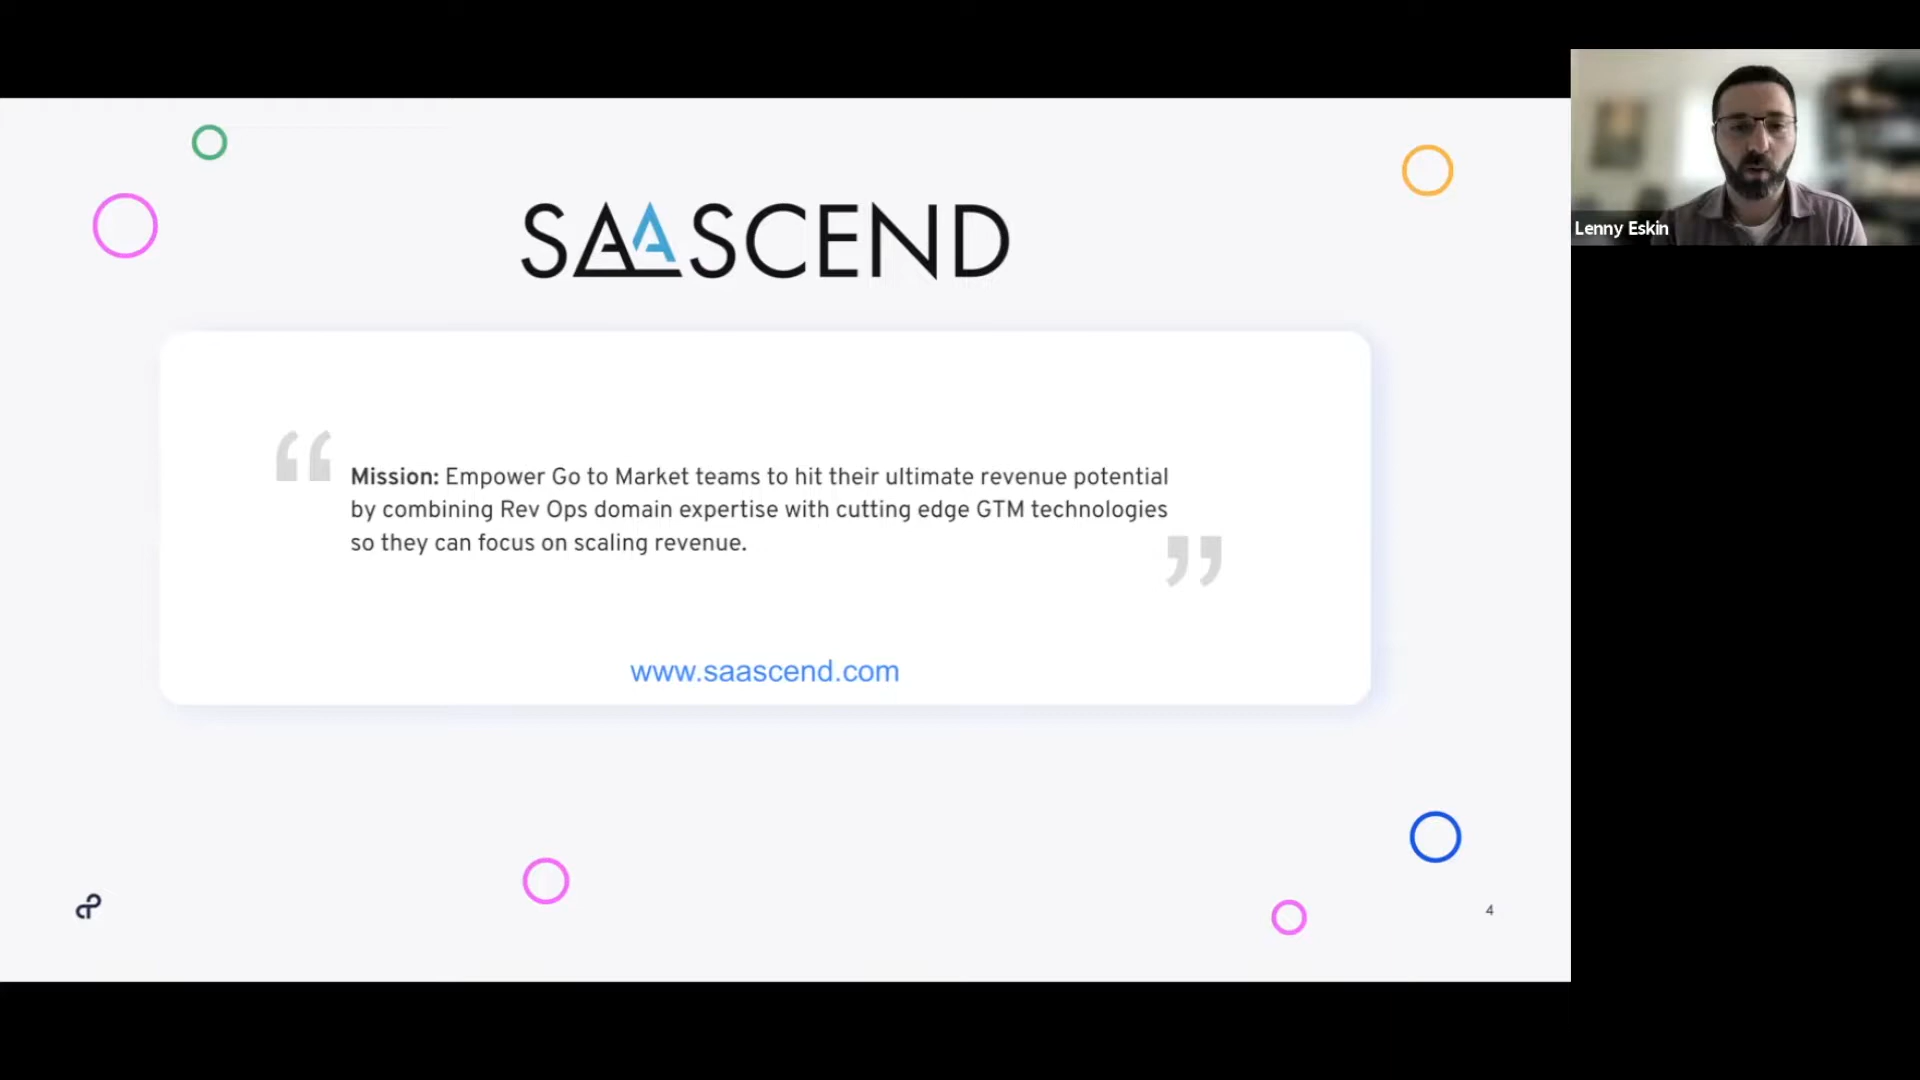 SAASCEND
Lenny Eskin
“
Mission: Empower Go to Market teams to hit their ultimate revenue potential
by combining Rev Ops domain expertise with cutting edge GTM technologies
so they can focus on scaling revenue.
”
www.saascend.com
4